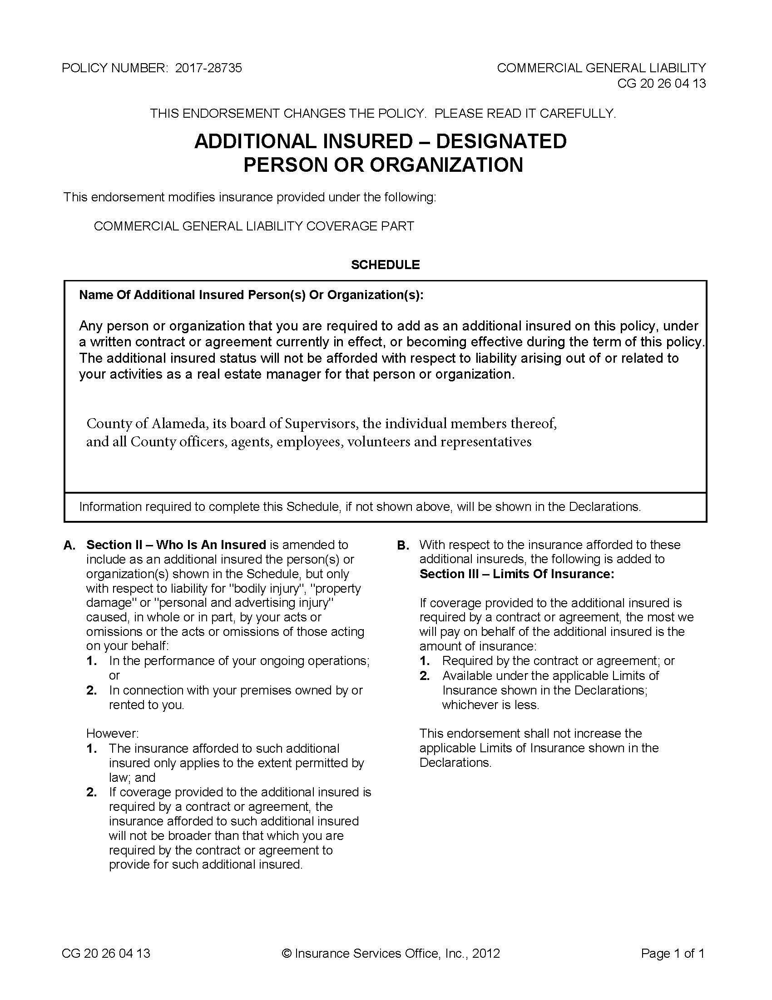 POLICY NUMBER: 2017-28735
COMMERCIAL GENERAL LIABILITY
CG 20 26 04 13
THIS ENDORSEMENT CHANGES THE POLICY. PLEASE READ IT CAREFULLY.
ADDITIONAL INSURED – DESIGNATED
PERSON OR ORGANIZATION
This endorsement modifies insurance provided under the following:
COMMERCIAL GENERAL LIABILITY COVERAGE PART
SCHEDULE
Name Of Additional Insured Person(s) Or Organization(s):
Any person or organization that you are required to add as an additional insured on this policy, under
a written contract or agreement currently in effect, or becoming effective during the term of this policy.
The additional insured status will not be afforded with respect to liability arising out of or related to
your activities as a real estate manager for that person or organization.
County of Alameda, its board of Supervisors, the individual members thereof,
and all County officers, agents, employees, volunteers and representatives
Information required to complete this Schedule, if not shown above, will be shown in the Declarations.
A. Section II – Who Is An Insured is amended to
include as an additional insured the person(s) or
organization(s) shown in the Schedule, but only
with respect to liability for "bodily injury", "property
damage" or "personal and advertising injury"
caused, in whole or in part, by your acts or
omissions or the acts or omissions of those acting
on your behalf:
1. In the performance of your ongoing operations;
or
2. In connection with your premises owned by or
rented to you.
However:
1. The insurance afforded to such additional
insured only applies to the extent permitted by
law; and
2. If coverage provided to the additional insured is
required by a contract or agreement, the
insurance afforded to such additional insured
will not be broader than that which you are
required by the contract or agreement to
provide for such additional insured.
B. With respect to the insurance afforded to these
additional insureds, the following is added to
Section III – Limits Of Insurance:
If coverage provided to the additional insured is
required by a contract or agreement, the most we
will pay on behalf of the additional insured is the
amount of insurance:
1. Required by the contract or agreement; or
2. Available under the applicable Limits of
Insurance shown in the Declarations;
whichever is less.
This endorsement shall not increase the
applicable Limits of Insurance shown in the
Declarations.
CG 20 26 04 13
© Insurance Services Office, Inc., 2012
Page 1 of 1